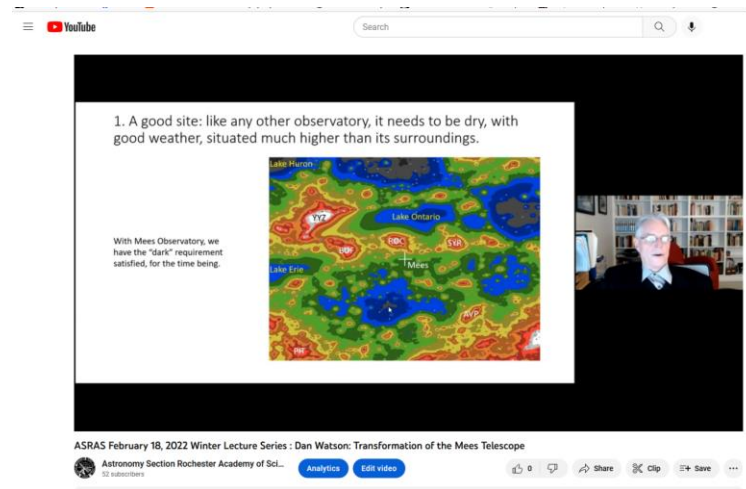 YouTube
Search
1. A good site: like any other observatory, it needs to be dry, with
good weather, situated much higher than its surroundings.
With Mees Observatory, we
have the “dark” requirement
satisfied, for the time being.
Lake Huron
YYZ
Lake Ontario
ROC
SYR
Mees
Lake Erie
AVP
ASRAS February 18, 2022 Winter Lecture Series : Dan Watson: Transformation of the Mees Telescope
Astronomy Section Rochester Academy of Sci...
52 subscribers
Analytics
Edit video
0
Share
Clip
Save